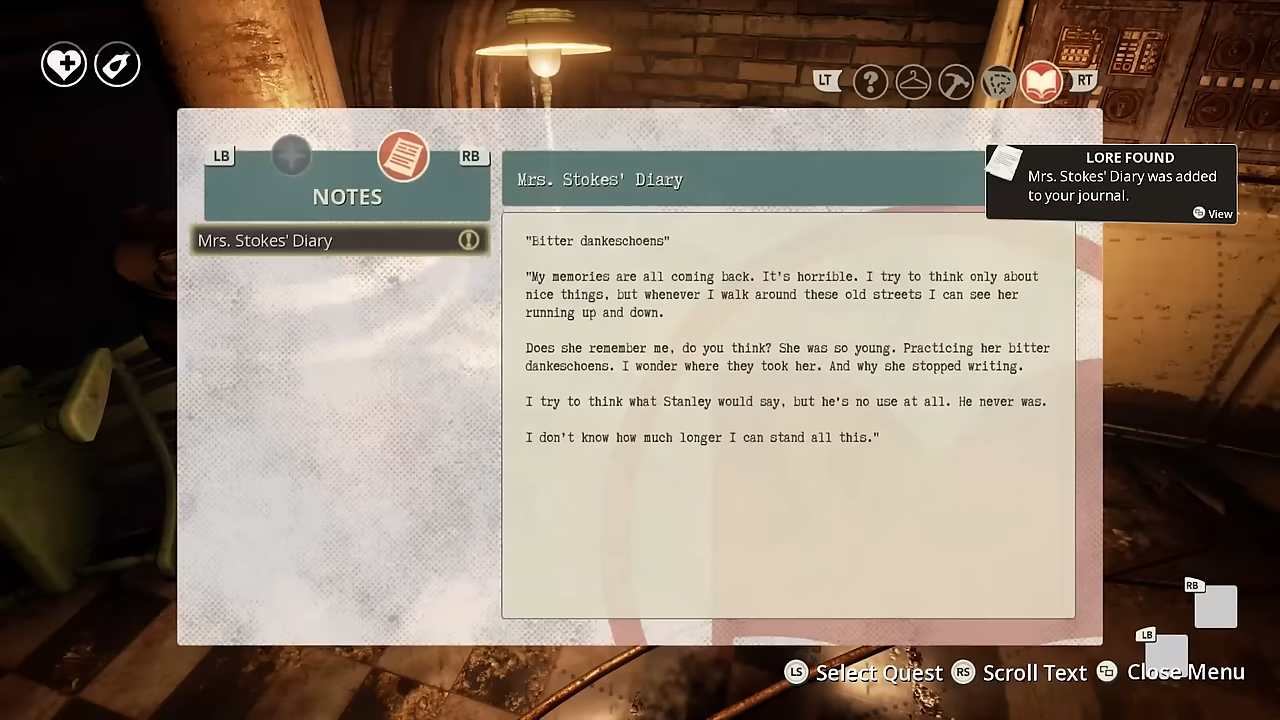 LT
?
RT
LB
RB
NOTES
Mrs. Stokes' Diary
Mrs. Stokes' Diary
LORE FOUND
Mrs. Stokes' Diary was added
to your journal.
View
"Bitter dankeschoens"
"My memories are all coming back. It's horrible. I try to think only about
nice things, but whenever I walk around these old streets I can see her
running up and down.
Does she remember me, do you think? She was so young. Practicing her bitter
dankeschoens. I wonder where they took her. And why she stopped writing.
I try to think what Stanley would say, but he's no use at all. He never was.
I don't know how much longer I can stand all this."
RB
LB
LS Select Quest RS Scroll Text Close Menu